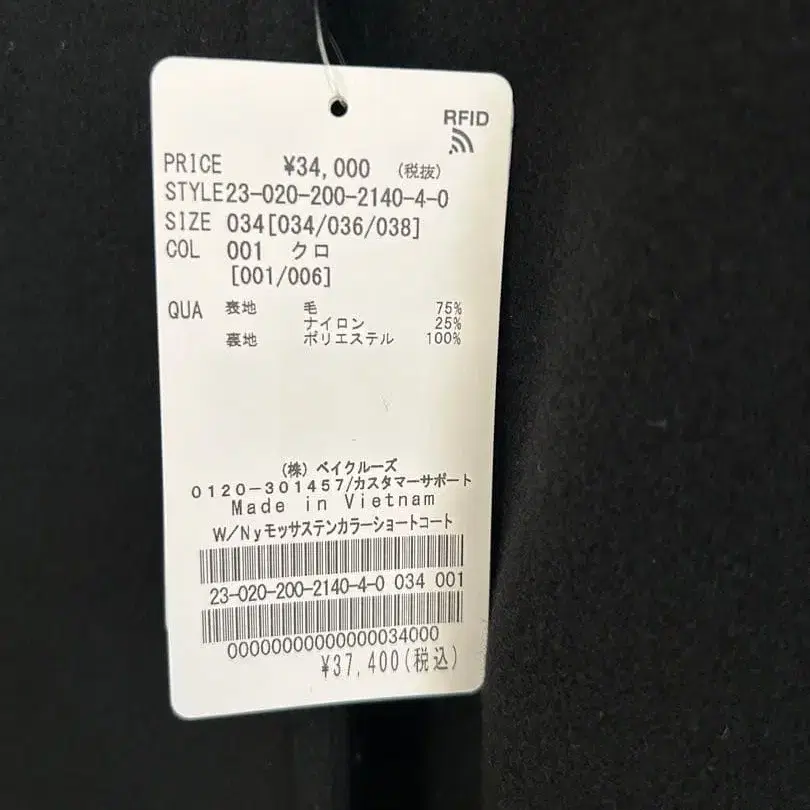 RFID
PRICE ¥34,000 (税抜)
STYLE23-020-200-2140-4-0
SIZE 034[034/036/038]
COL 001 クロ
[001/006]
QUA 表地 毛 75%
ナイロン 25%
裏地 ポリエステル 100%
(株) ベイクルーズ
0120-301457/カスタマーサポート
Made in Vietnam
W/Nyモッサステンカラーショートコート
23-020-200-2140-4-0 034 001
00000000000000034000
¥37,400(税込)